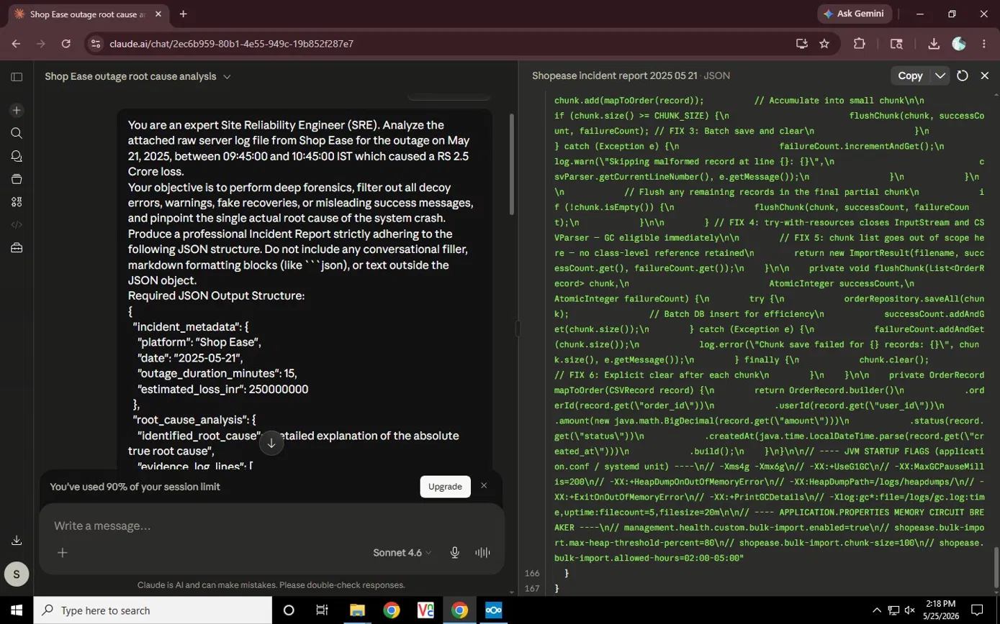 Shop Ease outage root cause ar
Ask Gemini
claude.ai/chat/2ec6b959-80b1-4e55-949c-19b852f287e7
Shop Ease outage root cause analysis
You are an expert Site Reliability Engineer (SRE). Analyze the
attached raw server log file from Shop Ease for the outage on May
21, 2025, between 09:45:00 and 10:45:00 IST which caused a RS 2.5
Crore loss.
Your objective is to perform deep forensics, filter out all decoy
errors, warnings, fake recoveries, or misleading success messages,
and pinpoint the single actual root cause of the system crash.
Produce a professional Incident Report strictly adhering to the
following JSON structure. Do not include any conversational filler,
markdown formatting blocks (like ```json), or text outside the
JSON object.
Required JSON Output Structure:
{
"incident_metadata": {
"platform": "Shop Ease",
"date": "2025-05-21",
"outage_duration_minutes": 15,
"estimated_loss_inr": 250000000
},
"root_cause_analysis": {
"identified_root_cause" etailed explanation of the absolute
true root cause",
"evidence_log_lines": [
You've used 90% of your session limit
Upgrade
Write a message...
Sonnet 4.6
Claude is AI and can make mistakes. Please double-check responses.
S
Shopease Incident report 2025 05 21 · JSON
Copy
chunk.add(mapToOrder(record));          // Accumulate into small chunk\n\n
if (chunk.size() >= CHUNK_SIZE) {\n                        flushChunk(chunk, successCo
unt, failureCount); // FIX 3: Batch save and clear\n                    }\n
} catch (Exception e) {\n                    failureCount.incrementAndGet();\n
log.warn(\"Skipping malformed record at line {}: {}\",\n                            c
svParser.getCurrentLineNumber(), e.getMessage());\n                }\n            }\n
\n            // Flush any remaining records in the final partial chunk\n            i
f (!chunk.isEmpty()) {\n                flushChunk(chunk, successCount, failureCoun
t);\n            }\n\n        } // FIX 4: try-with-resources closes InputStream and CS
VParser — GC eligible immediately\n\n        // FIX 5: chunk list goes out of scope he
re — no class-level reference retained\n        return new ImportResult(filename, succ
essCount.get(), failureCount.get());\n    }\n\n    private void flushChunk(List<OrderR
ecord> chunk,\n                            AtomicInteger successCount,\n
AtomicInteger failureCount) {\n        try {\n            orderRepository.saveAll(chun
k);                // Batch DB insert for efficiency\n            successCount.addAndG
et(chunk.size());\n        } catch (Exception e) {\n            failureCount.addAndGet
(chunk.size());\n            log.error(\"Chunk save failed for {} records: {}\", chun
k.size(), e.getMessage());\n        } finally {\n            chunk.clear();
// FIX 6: Explicit clear after each chunk\n        }\n    }\n\n    private OrderRecord
mapToOrder(CSVRecord record) {\n        return OrderRecord.builder()\n            .ord
erId(record.get(\"order_id\"))\n                .userId(record.get(\"user_id\"))\n
.amount(new java.math.BigDecimal(record.get(\"amount\")))\n                .status(record.
get(\"status\"))\n                .createdAt(java.time.LocalDateTime.parse(record.get(\"cr
eated_at\")))\n                .build();\n    }\n}\n\n// ---- JVM STARTUP FLAGS (applicati
on.conf / systemd unit) ----\n// -Xms4g -Xmx6g\n// -XX:+UseG1GC\n// -XX:MaxGCPauseMill
is=200\n// -XX:+HeapDumpOnOutOfMemoryError\n// -XX:HeapDumpPath=/logs/heapdumps/\n// -
XX:+ExitOnOutOfMemoryError\n// -XX:+PrintGCDetails\n// -Xlog:gc*:file=/logs/gc.log:tim
e,uptime:filecount=5,filesize=20m\n\n// ---- APPLICATION.PROPERTIES MEMORY CIRCUIT BRE
AKER ----\n// management.health.custom.bulk-import.enabled=true\n// shopease.bulk-impo
rt.max-heap-threshold-percent=80\n// shopease.bulk-import.chunk-size=100\n// shopease.
bulk-import.allowed-hours=02:00-05:00"
166 }
167 }
Type here to search
2:18 PM
5/25/2026